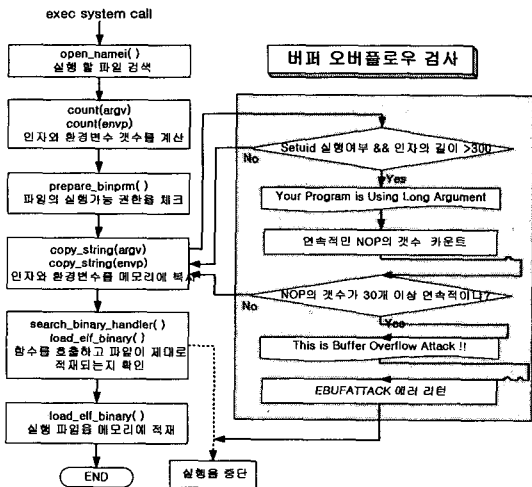 exec system call
open_namei( )
실행 할 파일 검색
count(argv)
count(envp)
인자와 환경변수 갯수를 계산
prepare_binprm( )
파일의 실행가능 권한을 체크
copy_string(argv)
copy_string(envp)
인자와 환경변수를 메모리에 복사
search_binary_handler( )
load_elf_binary( )
함수를 호출하고 파일이 제대로
적재되는지 확인
load_elf_binary( )
실행 파일을 메모리에 적재
END
버퍼 오버플로우 검사
Setuid 실행여부 && 인자의 길이 >300
No
Yes
Your Program is Using Long Argument
연속적인 NOP의 갯수 카운트
NOP의 갯수가 30개 이상 연속적이냐?
No
Yes
This is Buffer Overflow Attack !!
EBUFATTACK 에러 리턴
실행을 중단